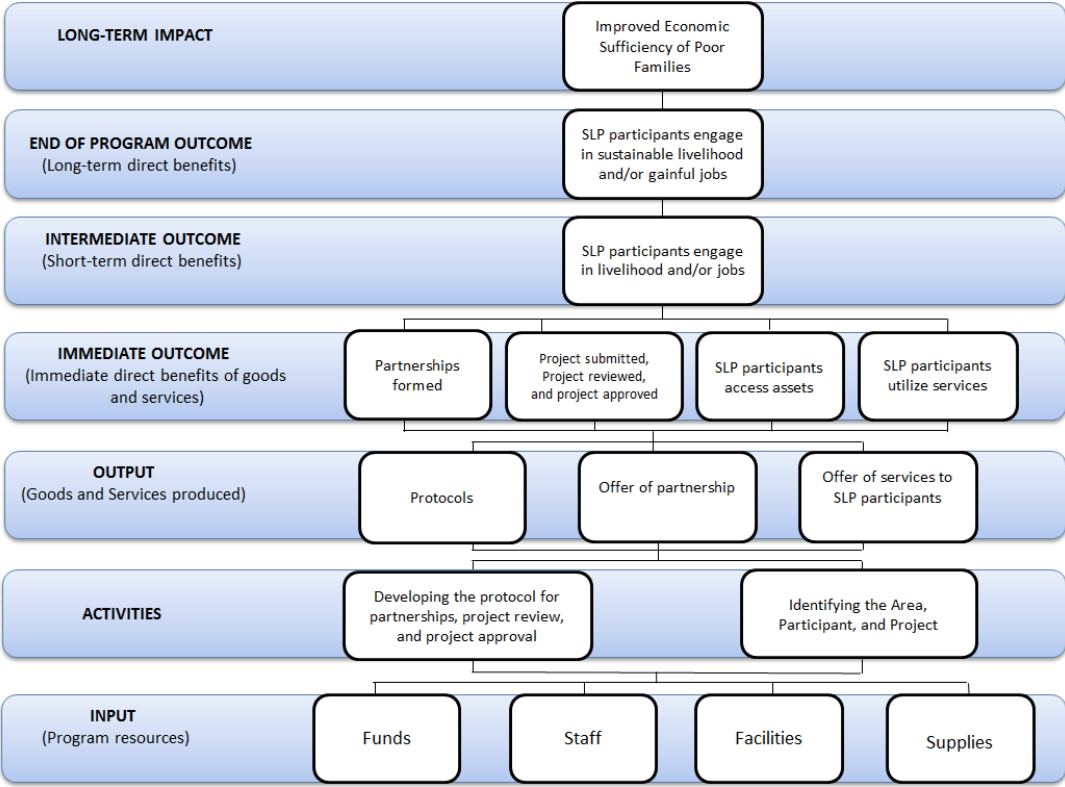 LONG-TERM IMPACT
Improved Economic
Sufficiency of Poor
Families
END OF PROGRAM OUTCOME
(Long-term direct benefits)
SLP participants engage
in sustainable livelihood
and/or gainful jobs
INTERMEDIATE OUTCOME
(Short-term direct benefits)
SLP participants engage
in livelihood and/or jobs
IMMEDIATE OUTCOME
(Immediate direct benefits of goods
and services)
Partnerships
formed
Project submitted,
Project reviewed,
and project approved
SLP participants
access assets
SLP participants
utilize services
OUTPUT
(Goods and Services produced)
Protocols
Offer of partnership
Offer of services to
SLP participants
ACTIVITIES
Developing the protocol for
partnerships, project review,
and project approval
Identifying the Area,
Participant, and Project
INPUT
(Program resources)
Funds
Staff
Facilities
Supplies